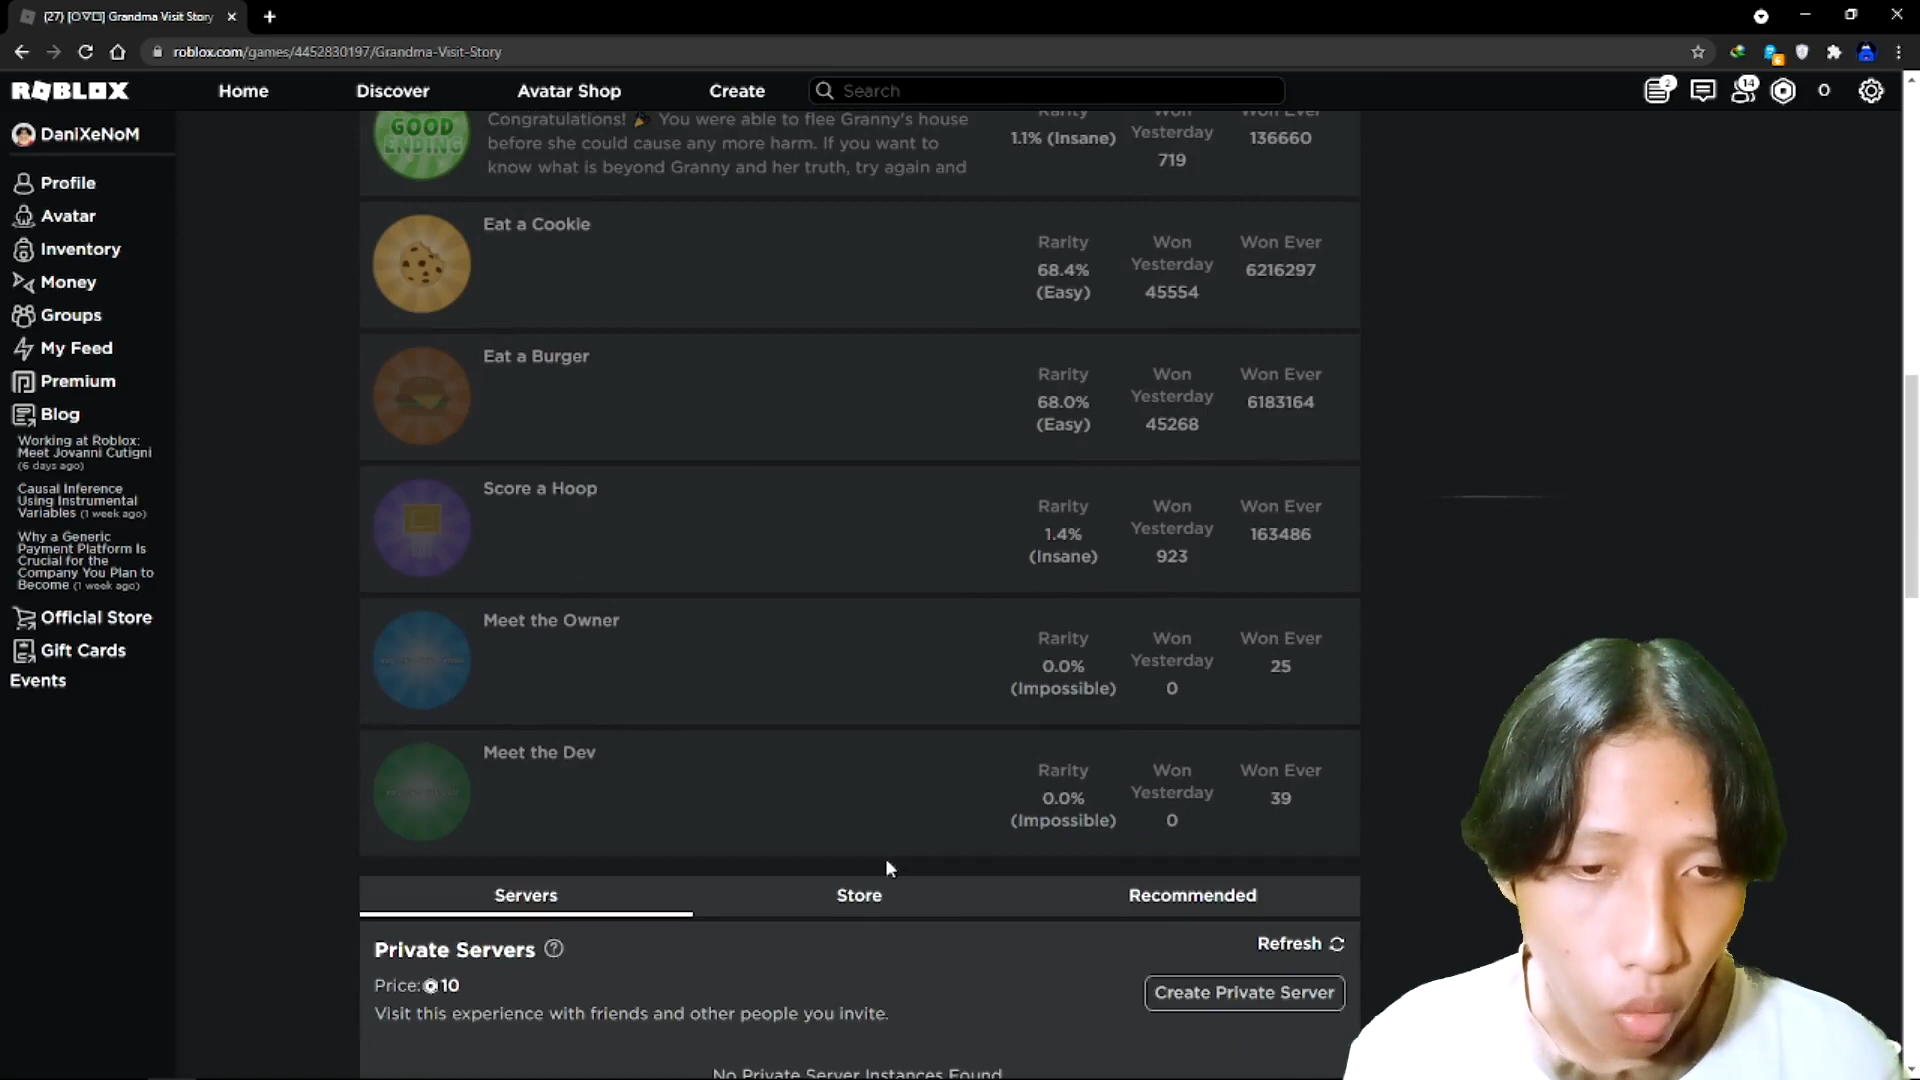 (27) [O▽□] Grandma Visit Story
roblox.com/games/4452830197/Grandma-Visit-Story
ROBLOX
Home
Discover
Avatar Shop
Create
Search
2
14
0
DaniXeNoM
Profile
Avatar
Inventory
Money
Groups
My Feed
Premium
Blog
Working at Roblox:
Meet Jovanni Cutigni
(6 days ago)
Causal Inference
Using Instrumental
Variables (1 week ago)
Why a Generic
Payment Platform Is
Crucial for the
Company You Plan to
Become (1 week ago)
Official Store
Gift Cards
Events
GOOD
ENDING
Congratulations! 🎉 You were able to flee Granny's house
before she could cause any more harm. If you want to
know what is beyond Granny and her truth, try again and
Rarity
1.1% (Insane)
Won
Yesterday
719
Won Ever
136660
Eat a Cookie
Rarity
68.4%
(Easy)
Won
Yesterday
45554
Won Ever
6216297
Eat a Burger
Rarity
68.0%
(Easy)
Won
Yesterday
45268
Won Ever
6183164
Score a Hoop
Rarity
1.4%
(Insane)
Won
Yesterday
923
Won Ever
163486
Meet the Owner
Rarity
0.0%
(Impossible)
Won
Yesterday
0
Won Ever
25
Meet the Dev
Rarity
0.0%
(Impossible)
Won
Yesterday
0
Won Ever
39
Servers
Store
Recommended
Private Servers
Refresh
Price: 10
Create Private Server
Visit this experience with friends and other people you invite.
No Private Server Instances Found